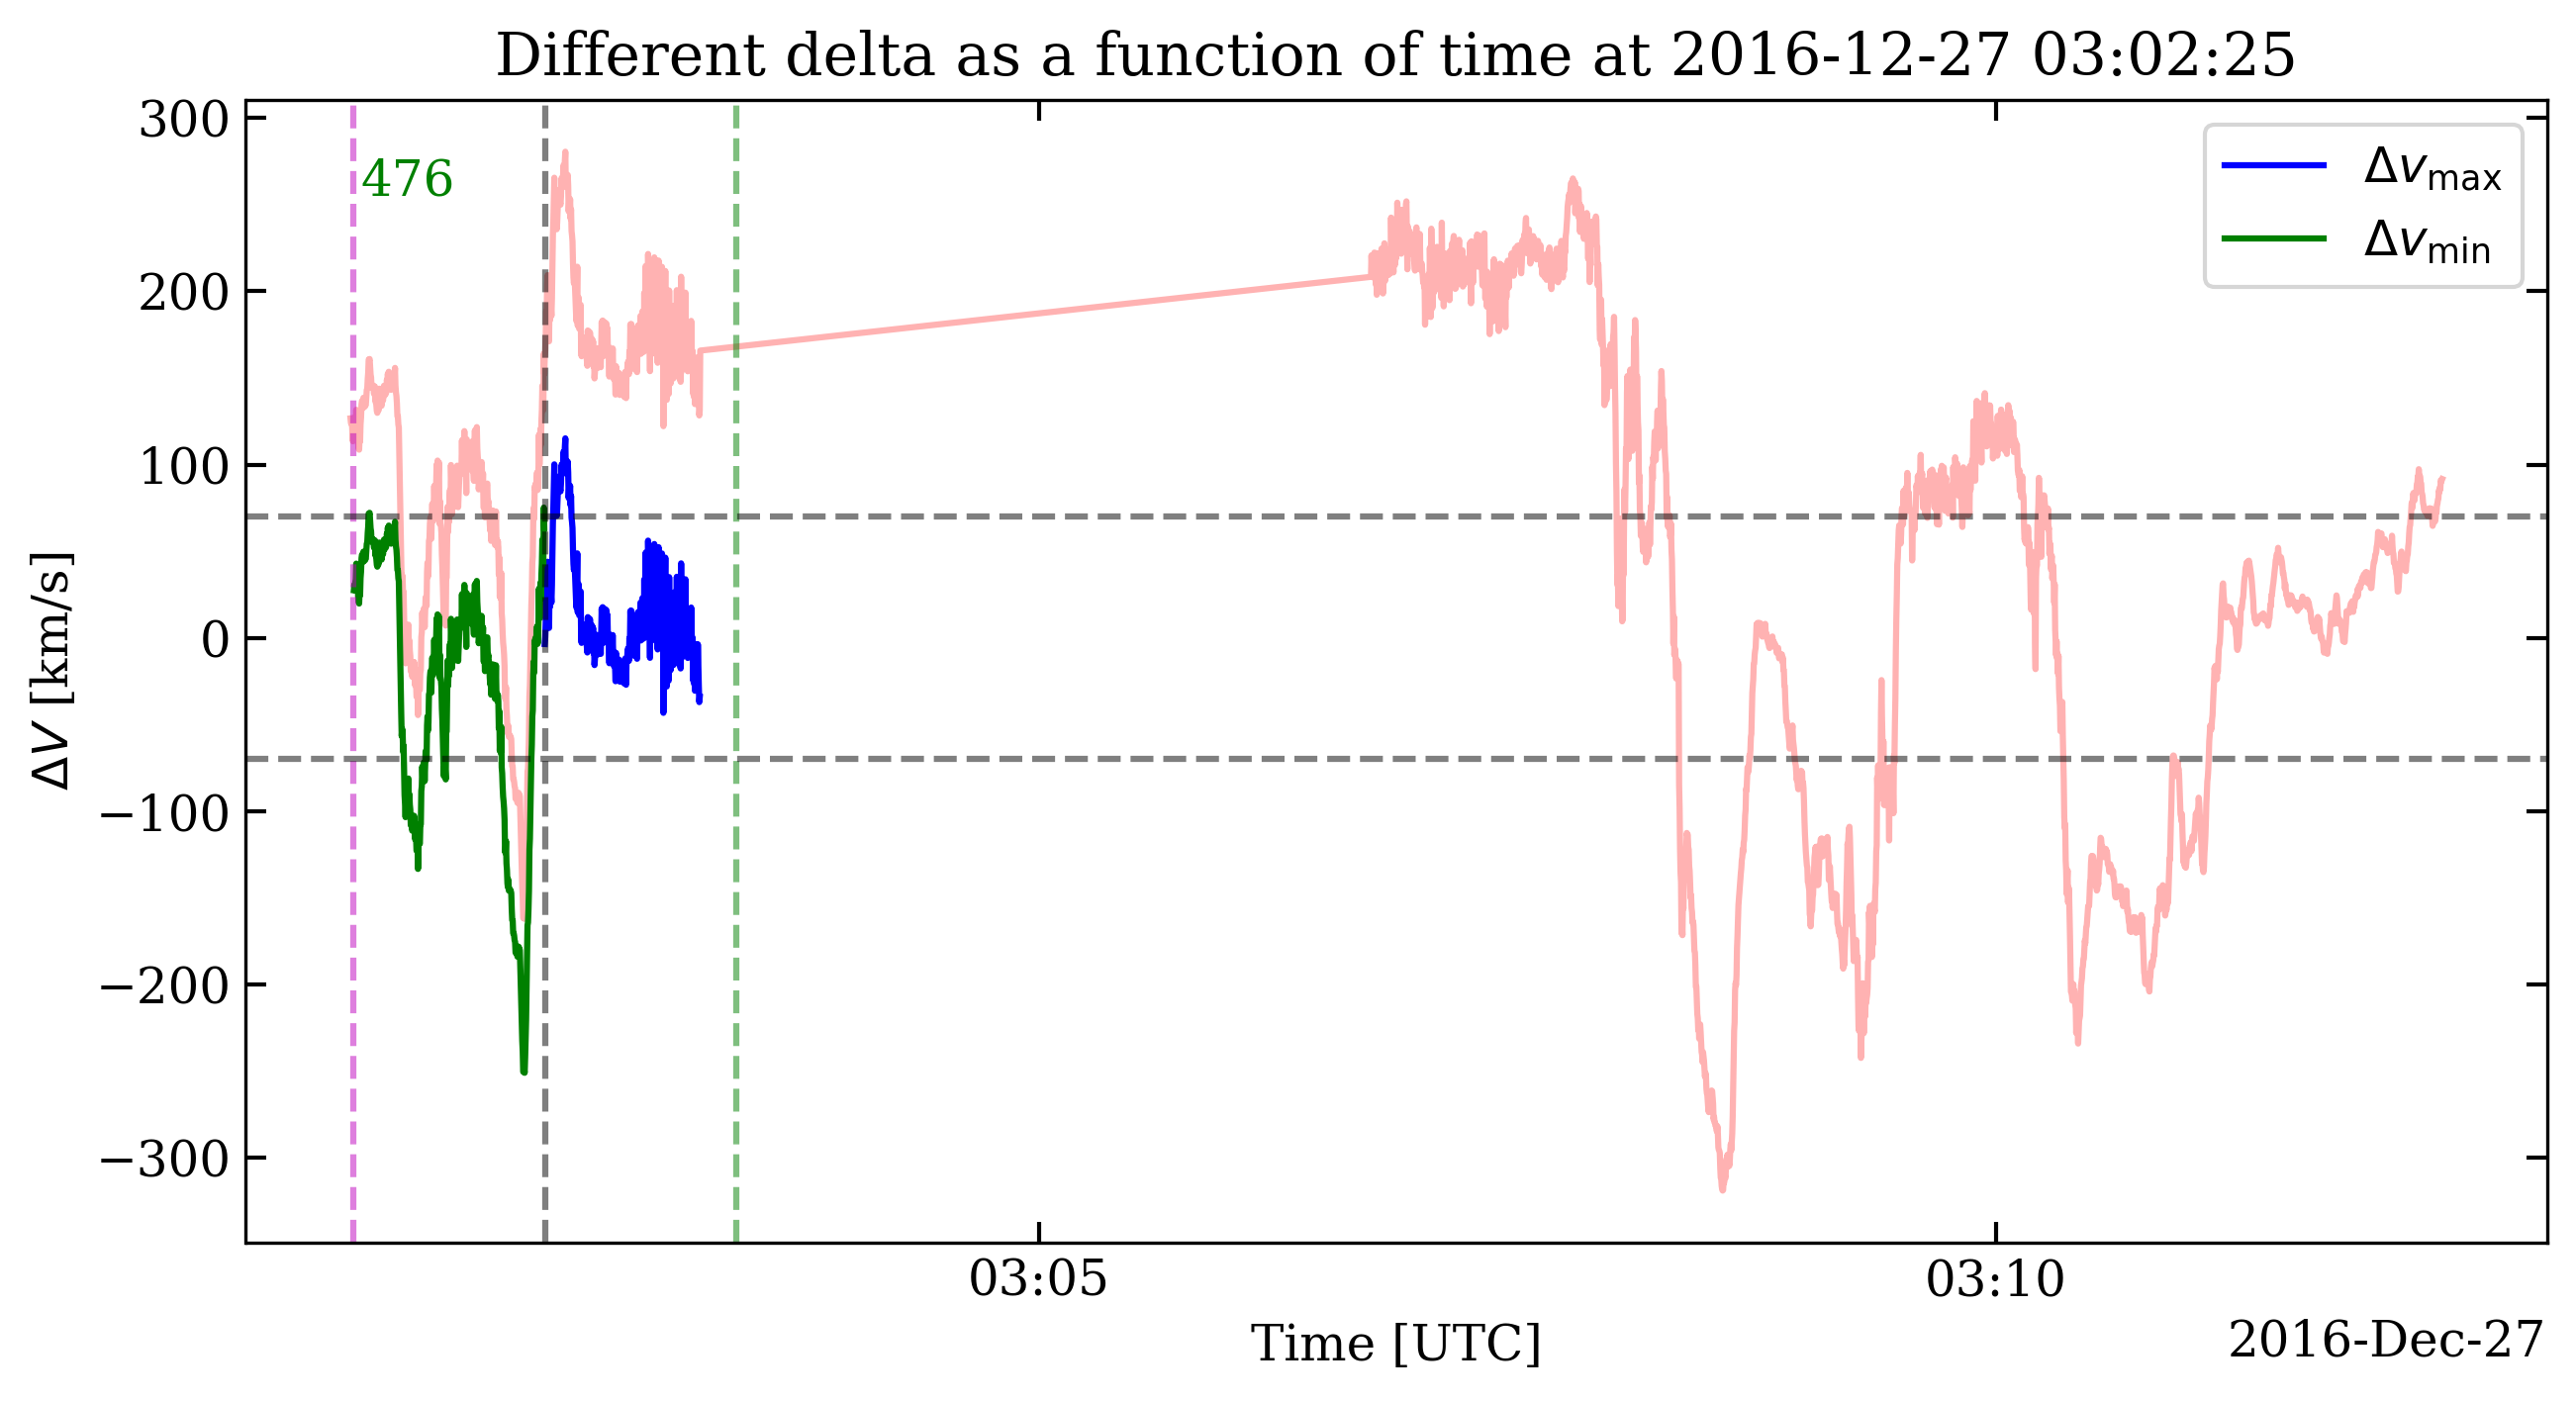 Different delta as a function of time at 2016-12-27 03:02:25
300
200
100
0
−100
−200
−300
ΔV [km/s]
476
Δvmax
Δvmin
03:05
03:10
Time [UTC]
2016-Dec-27